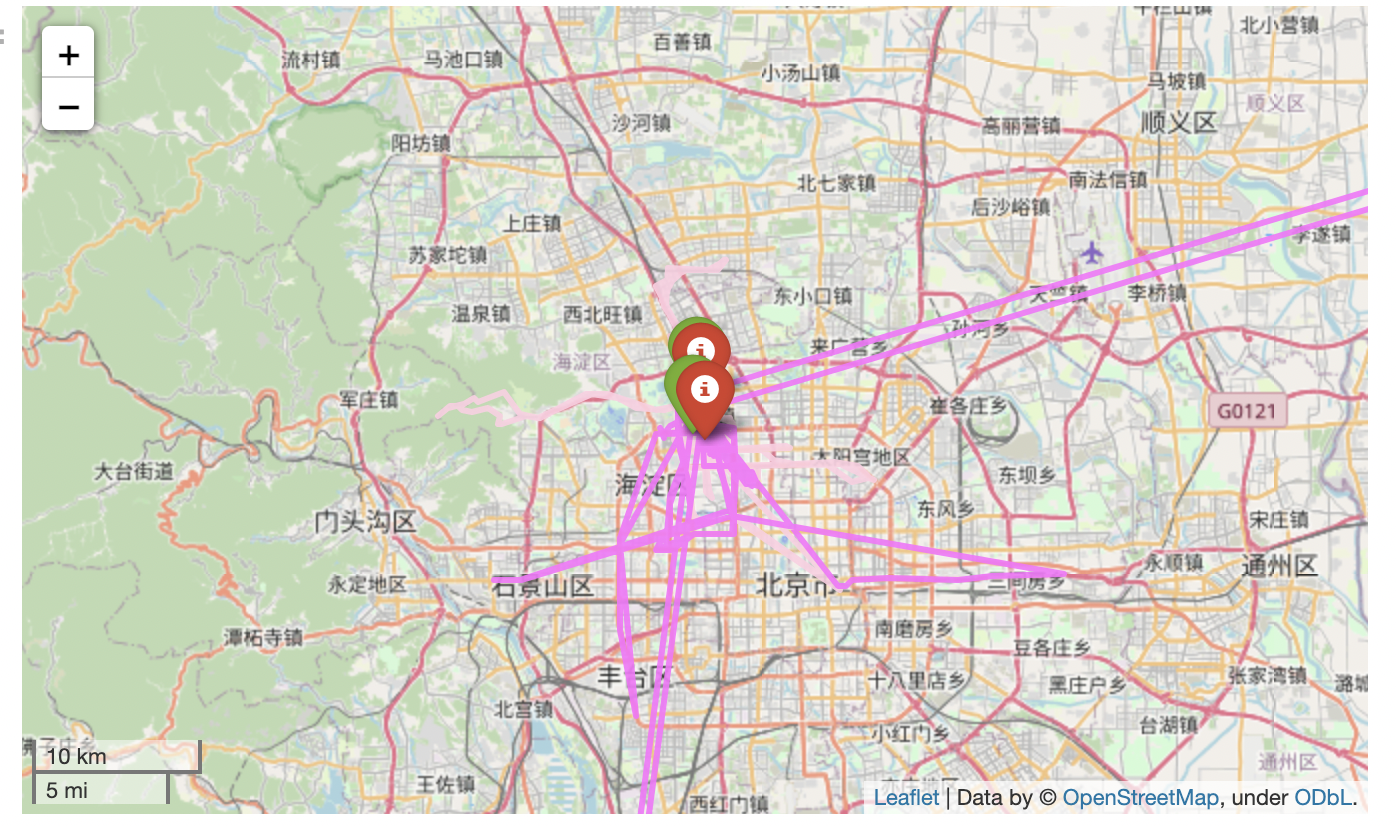 百善镇
北小营镇
+
流村镇
马池口镇
小汤山镇
马坡镇
顺义区
−
沙河镇
高丽营镇
顺义区
阳坊镇
北七家镇
南法信镇
后沙峪镇
上庄镇
李遂镇
苏家坨镇
东小口镇
天竺镇
李桥镇
温泉镇
西北旺镇
孙河乡
海淀区
来广营乡
i
i
军庄镇
崔各庄乡
G0121
大台街道
太阳宫地区
东坝乡
海淀区
东风乡
宋庄镇
门头沟区
永顺镇
通州区
永定地区
石景山区
北京市
三间房乡
潭柘寺镇
南磨房乡
豆各庄乡
丰台区
十八里店乡
黑庄户乡
张家湾镇
北宫镇
台湖镇
小红门乡
10 km
通州区
5 mi
王佐镇
西红门镇
Leaflet | Data by © OpenStreetMap, under ODbL.